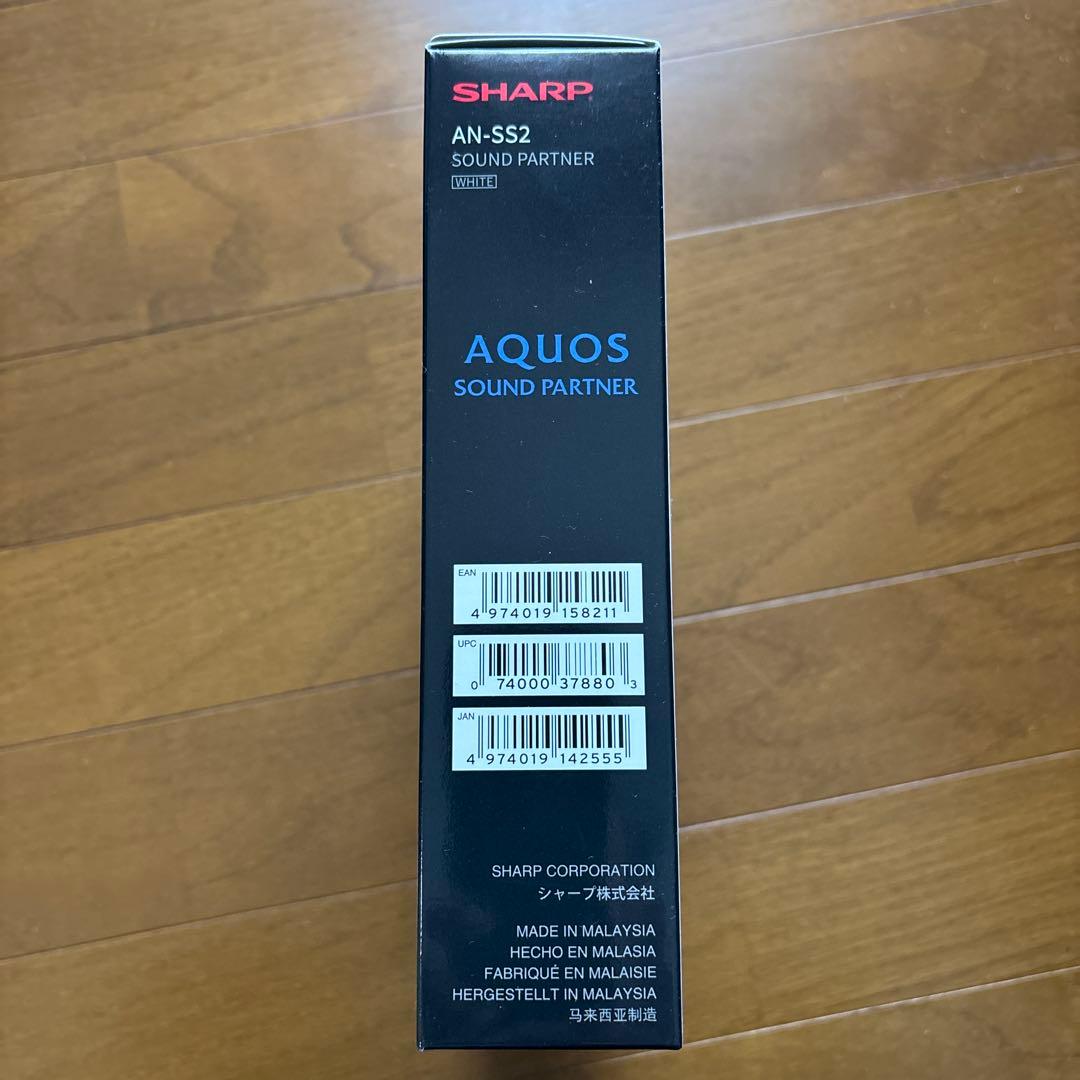 SHARP
AN-SS2
SOUND PARTNER
WHITE
AQUOS
SOUND PARTNER
EAN
4 974019 158211
UPC
0 74000 37880 3
JAN
4 974019 142555
SHARP CORPORATION
シャープ株式会社
MADE IN MALAYSIA
HECHO EN MALASIA
FABRIQUÉ EN MALAISIE
HERGESTELLT IN MALAYSIA
马来西亚制造